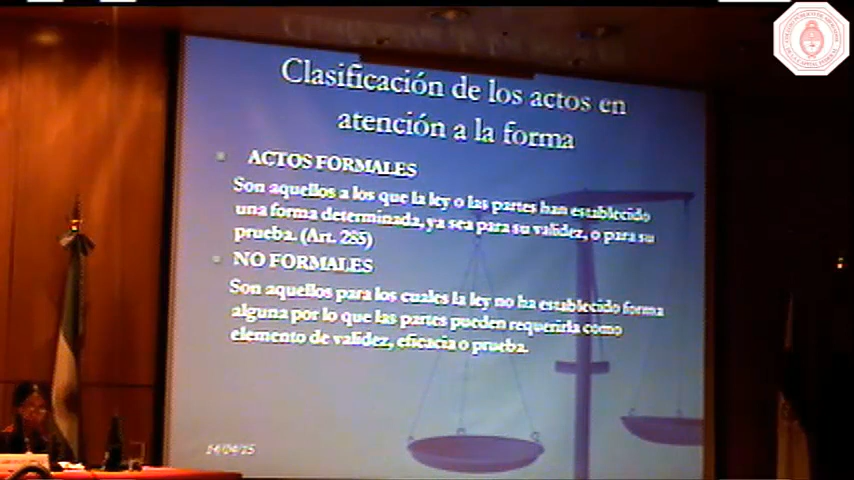 Clasificación de los actos en
atención a la forma
ACTOS FORMALES
Son aquellos a los que la ley o las partes han establecido
una forma determinada, ya sea para su validez, o para su
prueba. (Art. 285)
NO FORMALES
Son aquellos para los cuales la ley no ha establecido forma
alguna por lo que las partes pueden requerirla como
elemento de validez, eficacia o prueba.
14/04/15